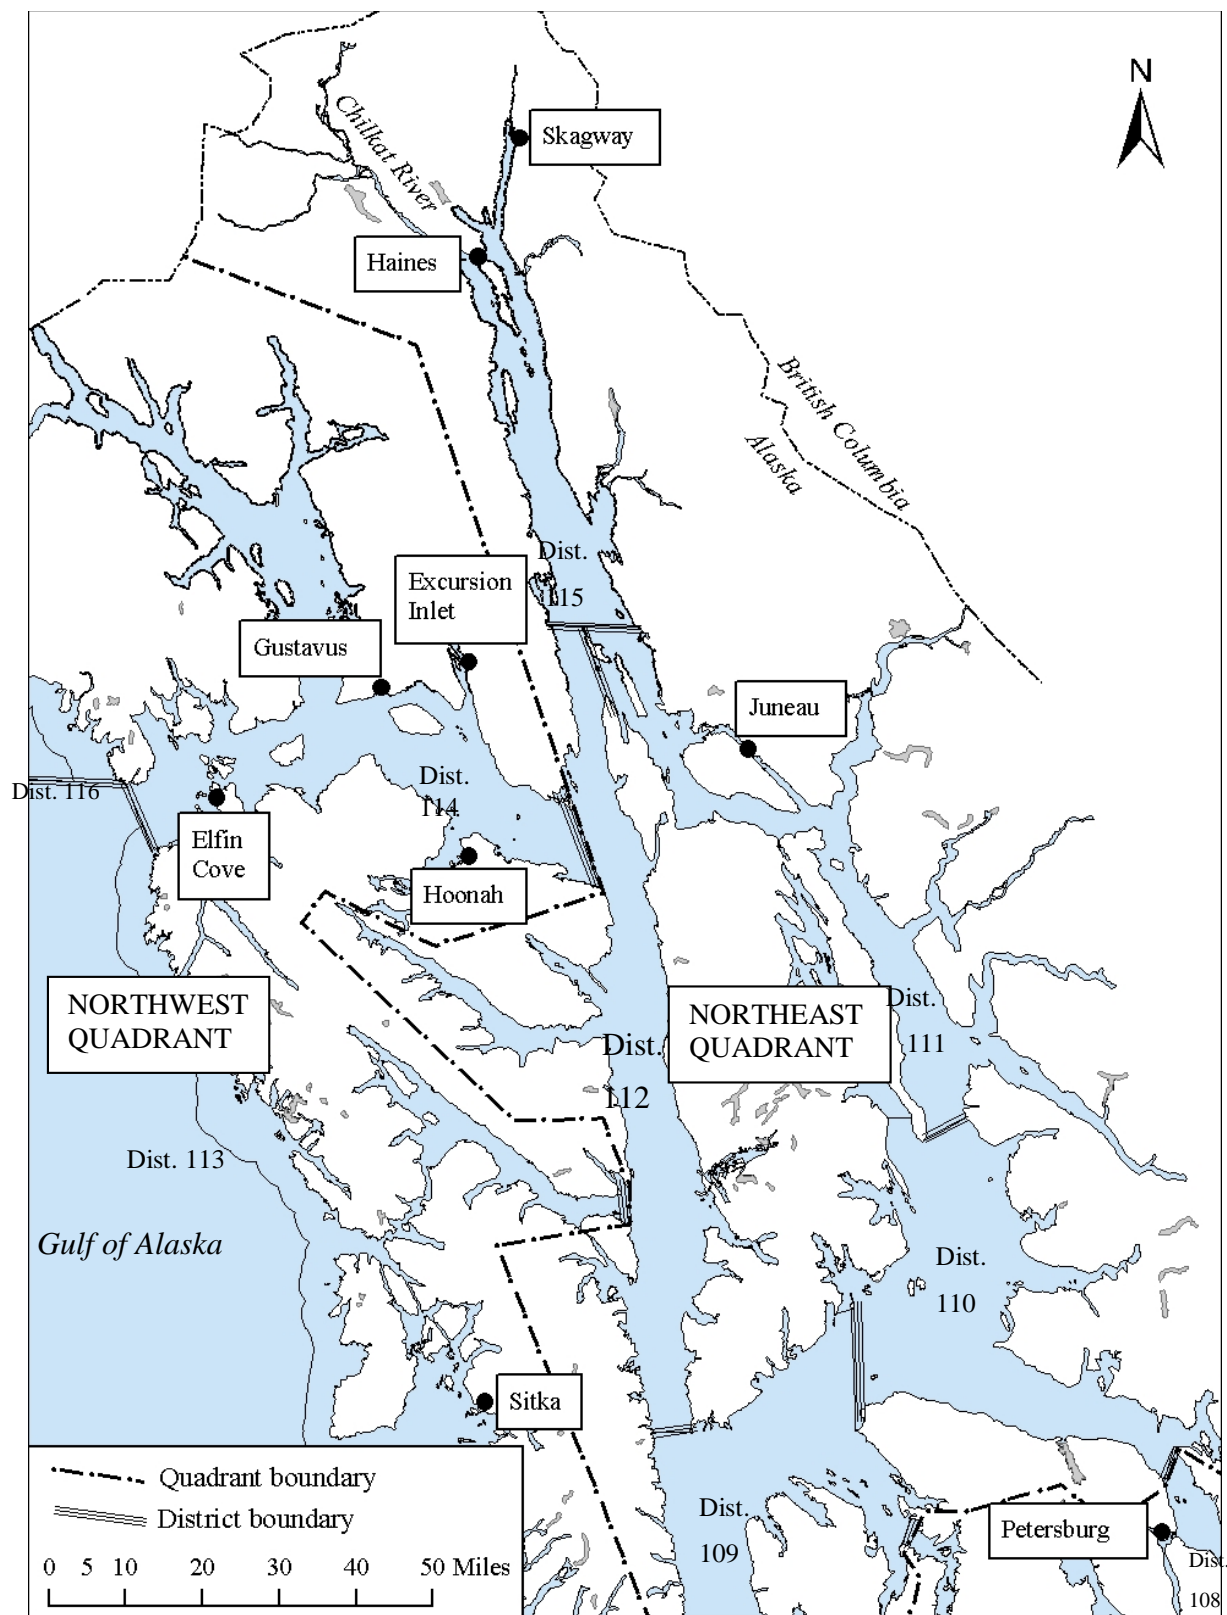 N
Skagway
Chilkat River
Haines
British Columbia
Alaska
Dist.
115
Excursion
Inlet
Gustavus
Juneau
Dist.
114
Dist. 116
Elfin
Cove
Hoonah
NORTHWEST
QUADRANT
NORTHEAST
QUADRANT
Dist.
111
Dist.
112
Dist. 113
Gulf of Alaska
Dist.
110
Sitka
Quadrant boundary
District boundary
0 5 10 20 30 40 50 Miles
Dist.
109
Petersburg
Dist.
108